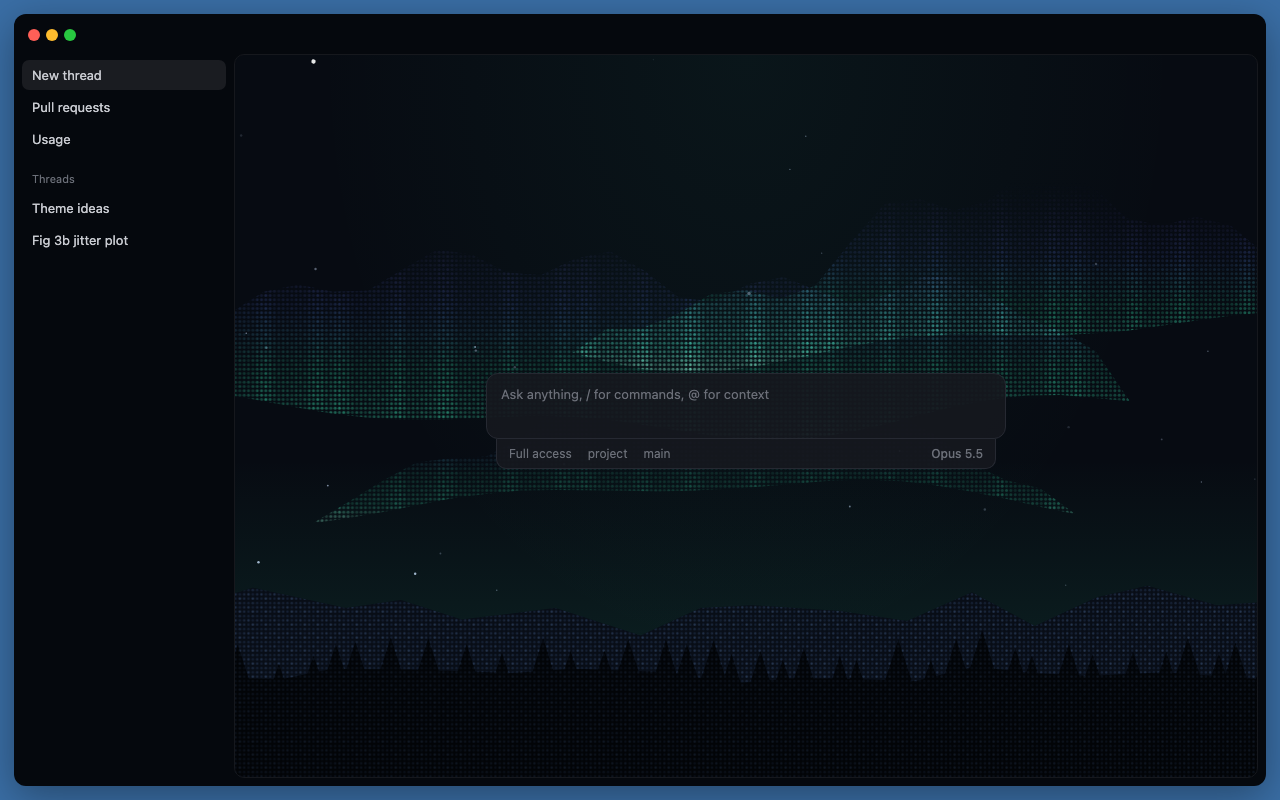 New thread
Pull requests
Usage
Threads
Theme ideas
Fig 3b jitter plot
Ask anything, / for commands, @ for context
Full access project main Opus 5.5